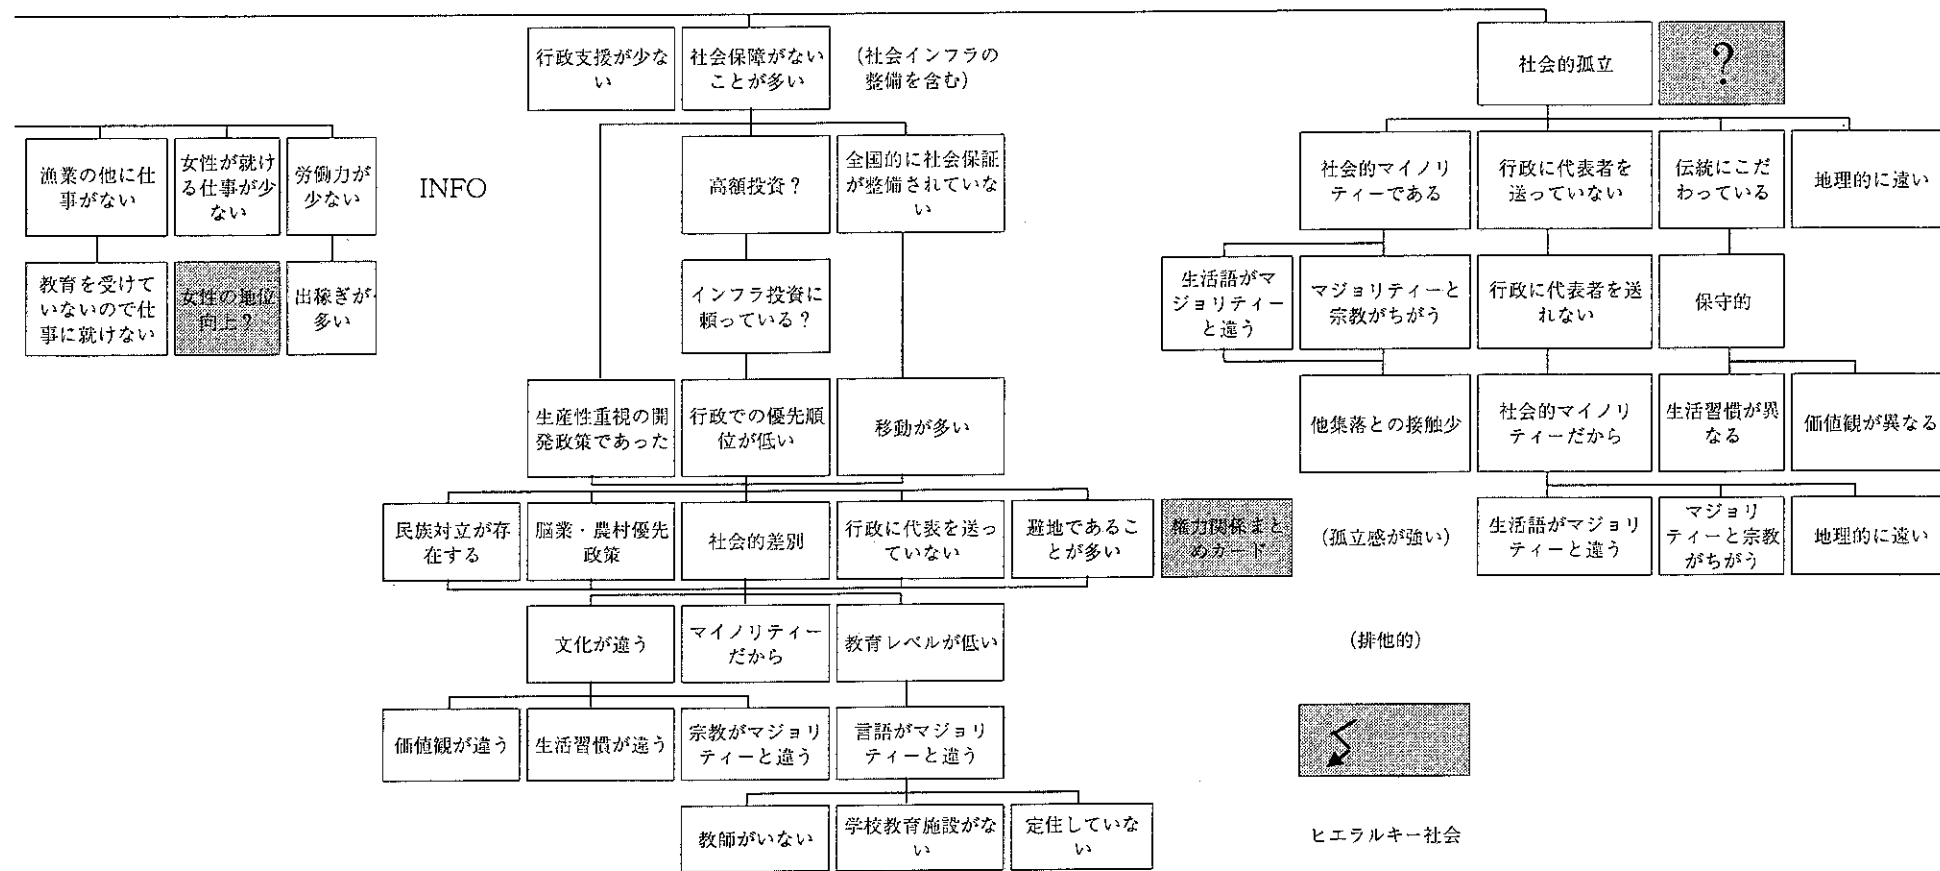 行政支援が少な
い
社会保障がない
ことが多い
(社会インフラの
整備を含む)
社会的孤立
?
漁業の他に仕
事がない
女性が就け
る仕事が少
ない
労働力が
少ない
INFO
高額投資?
全国的に社会保証
が整備されていな
い
社会的マイノリ
ティーである
行政に代表者を
送っていない
伝統にこだ
わっている
地理的に遠い
教育を受けて
いないので仕
事に就けない
女性の地位
向上?
出稼ぎが
多い
インフラ投資に
頼っている?
生活語がマ
ジョリティー
と違う
マジョリティーと
宗教がちがう
行政に代表者を送
れない
保守的
生産性重視の開
発政策であった
行政での優先順
位が低い
移動が多い
他集落との接触少
社会的マイノリ
ティーだから
生活習慣が異
なる
価値観が異なる
民族対立が存
在する
脳業・農村優先
政策
社会的差別
行政に代表を送っ
ていない
避地であるこ
とが多い
権力関係まと
めカード
(孤立感が強い)
生活語がマジョリ
ティーと違う
マジョリ
ティーと宗教
がちがう
地理的に遠い
文化が違う
マイノリティー
だから
教育レベルが低い
(排他的)
価値観が違う
生活習慣が違う
宗教がマジョリ
ティーと違う
言語がマジョリ
ティーと違う
教師がいない
学校教育施設がな
い
定住していな
い
ヒエラルキー社会